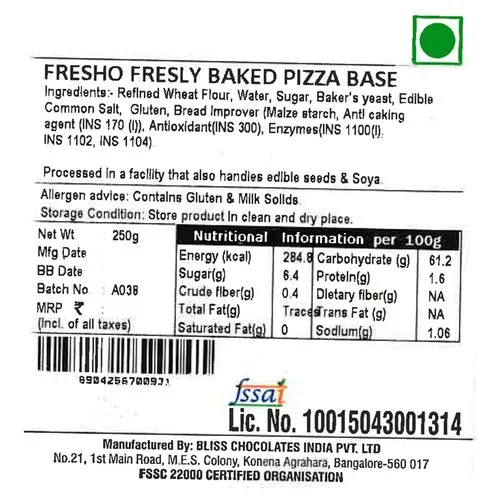 FRESHO FRESLY BAKED PIZZA BASE
Ingredients:- Refined Wheat Flour, Water, Sugar, Baker's yeast, Edible
Common Salt, Gluten, Bread Improver (Maize starch, Anti caking
agent (INS 170 (I)), Antioxidant(INS 300), Enzymes(INS 1100(I).
INS 1102, INS 1104)
Processed in a facility that also handles edible seeds & Soya
Allergen advice: Contains Gluten & Milk Solids
Storage Condition: Store product in clean and dry place.
Net Wt : 250g
Mfg Date
BB Date
Batch No : A038
MRP ₹ :
(Incl. of all taxes)
Nutritional Information per 100g
Energy (kcal) 284.8 Carbohydrate (g) 61.2
Sugar(g) 6.4 Protein(g) 1.6
Crude fiber(g) 0.4 Dietary fiber(g) NA
Total Fat(g) Traces Trans Fat (g) NA
Saturated Fat(g) 0 Sodium(g) 1.06
8904256700931
fssai
Lic. No. 10015043001314
Manufactured By: BLISS CHOCOLATES INDIA PVT. LTD
No.21, 1st Main Road, M.E.S. Colony, Konena Agrahara, Bangalore-560 017
FSSC 22000 CERTIFIED ORGANISATION